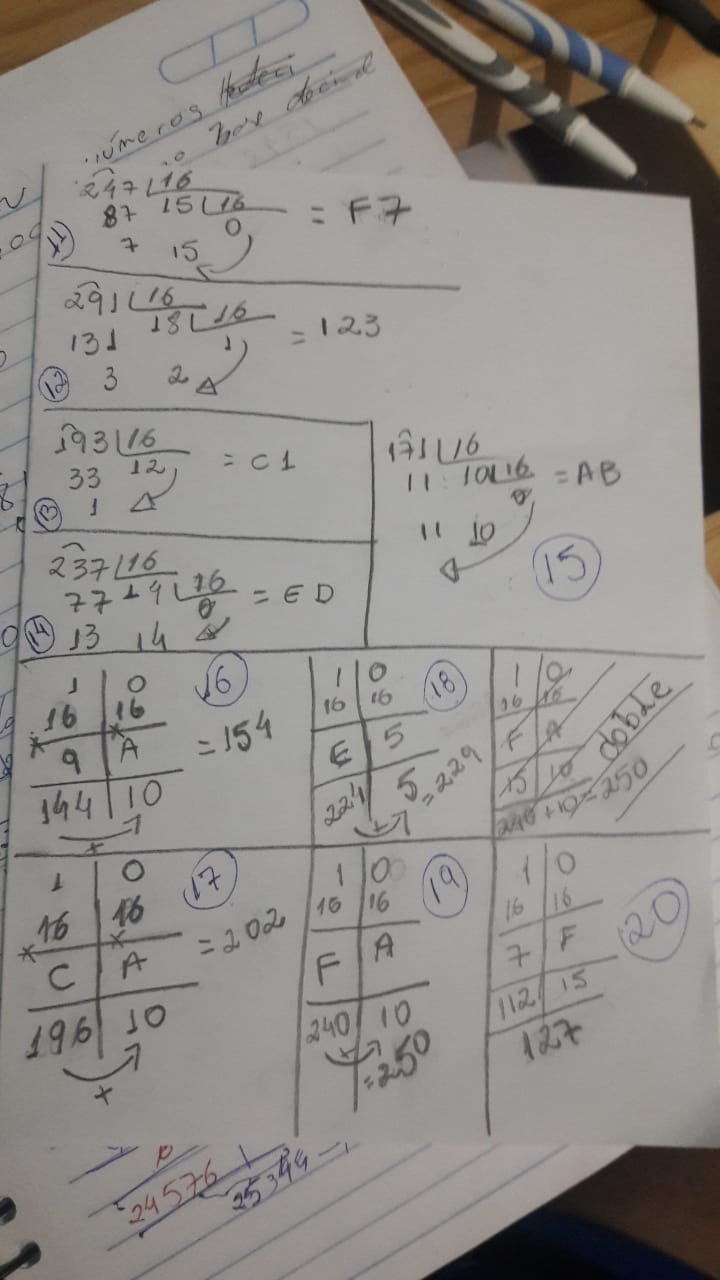 números
247 16
87 15 16 = F7
0
11) 7 15
291 16
131 18 16 = 123
1
12 3 2
193 16
33 12 = C1
13 1
171 16
11 10 16 = AB
0
11 10
15
237 16
77 14 16 = ED
0
14 13 14
1 0 16
16 16
× 9 × A = 154
144 10
+
1 0 18
16 16
E 5
224 5 = 229
+
1 0
16 16
F A
15 10 doble
240 + 10 = 250
1 0 17
16 16
× C × A = 202
196 10
+
1 0 19
16 16
F A
240 10
+
= 250
1 0
16 16 20
7 F
112 15
127
24576